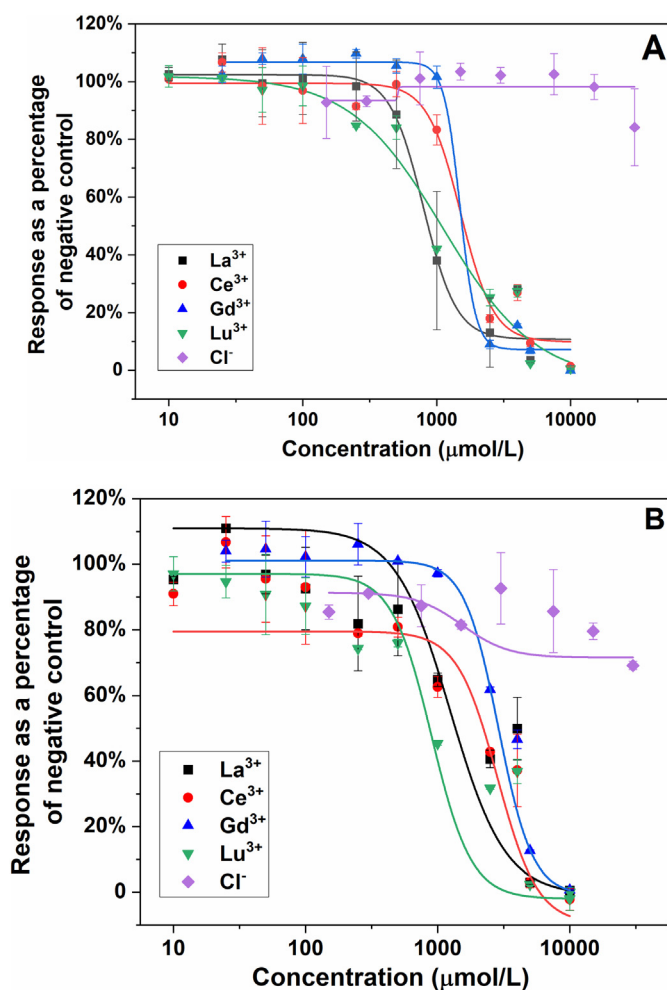 A
120%
100%
80%
60%
40%
20%
0
Response as a percentage
of negative control
La³⁺
Ce³⁺
Gd³⁺
Lu³⁺
Cl⁻
10
100
1000
10000
Concentration (μmol/L)
B
120%
100%
80%
60%
40%
20%
0
Response as a percentage
of negative control
La³⁺
Ce³⁺
Gd³⁺
Lu³⁺
Cl⁻
10
100
1000
10000
Concentration (μmol/L)